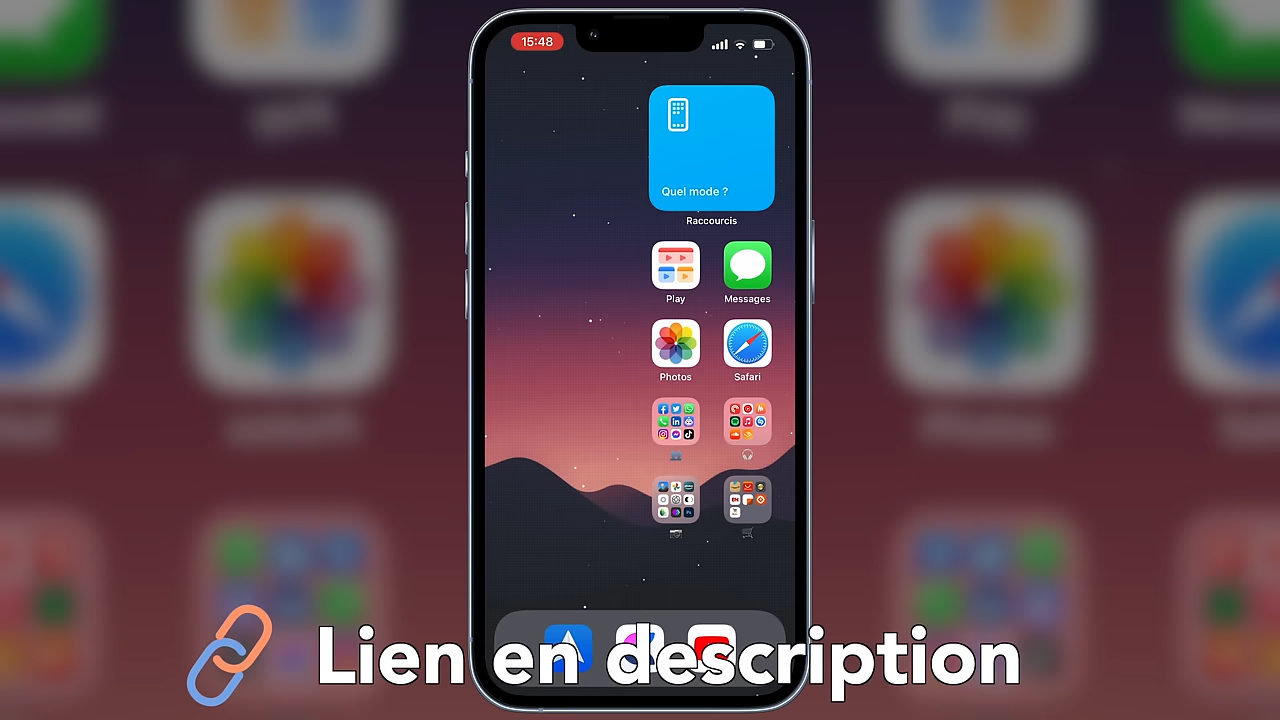 15:48
Quel mode ?
Raccourcis
Play
Messages
Photos
Safari
Lien en description